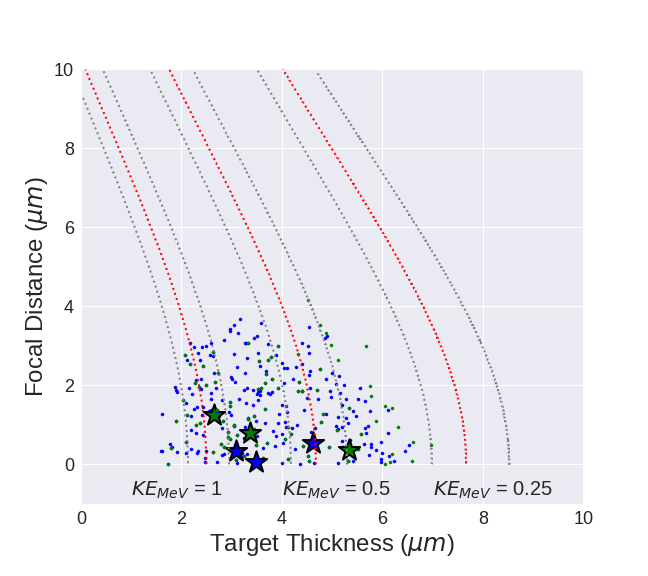 Focal Distance (μm)
10
8
6
4
2
0
KE_MeV = 1
KE_MeV = 0.5
KE_MeV = 0.25
0 2 4 6 8 10
Target Thickness (μm)